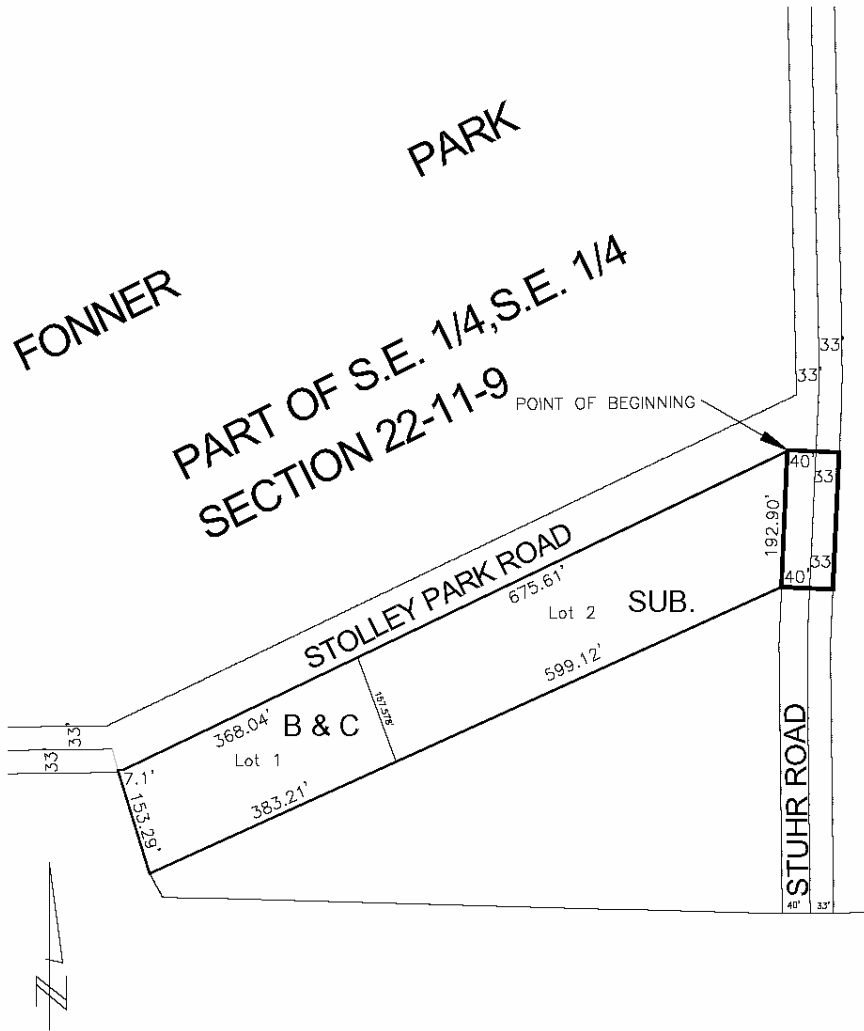 PARK
FONNER
PART OF S.E. 1/4,S.E. 1/4
SECTION 22-11-9
33'
33'
POINT OF BEGINNING
40'
33'
192.90'
33'
40'
STOLLEY PARK ROAD
675.61'
Lot 2
SUB.
599.12'
368.04'
B & C
157.578'
Lot 1
383.21'
33'
33'
7.1'
153.29'
STUHR ROAD
40'
33'
N